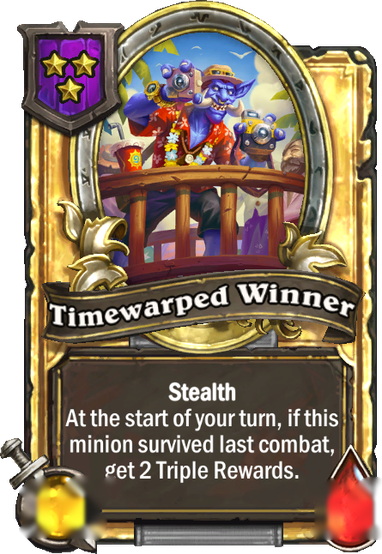 Timewarped Winner
Stealth
At the start of your turn, if this
minion survived last combat,
get 2 Triple Rewards.